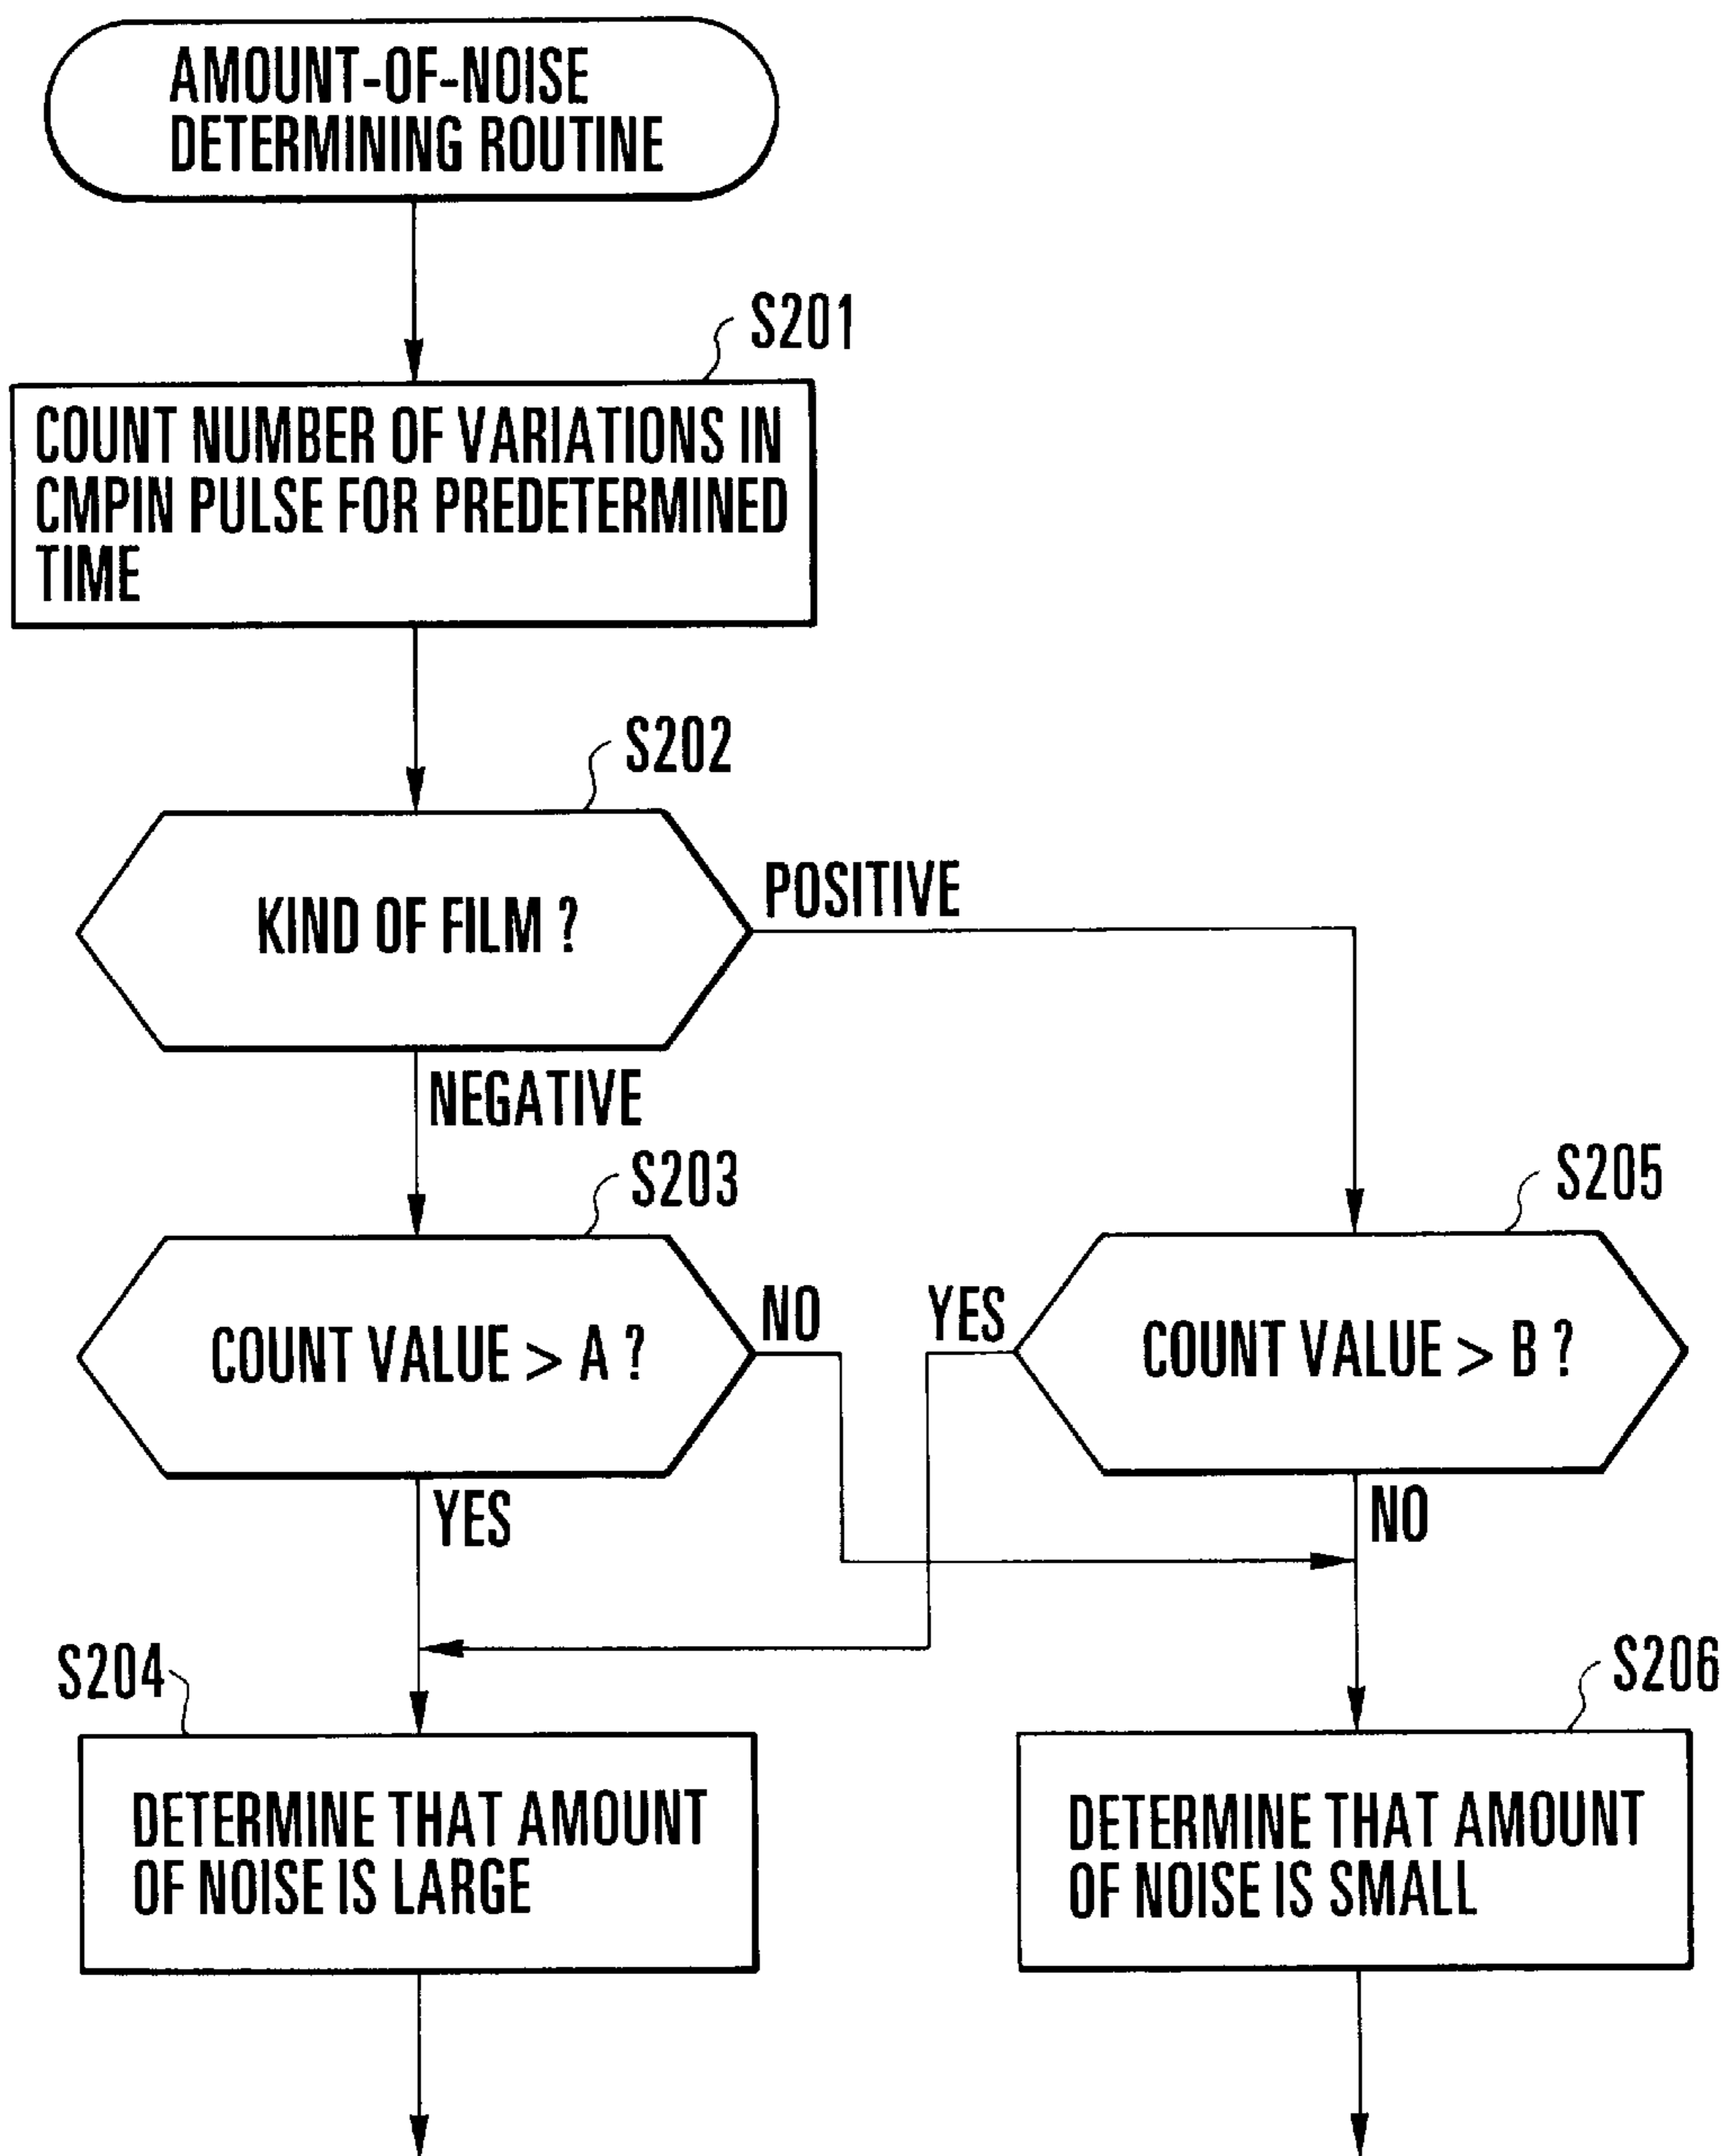 AMOUNT-OF-NOISE
DETERMINING ROUTINE
S201
COUNT NUMBER OF VARIATIONS IN
CMPIN PULSE FOR PREDETERMINED
TIME
S202
KIND OF FILM ?
POSITIVE
NEGATIVE
S203
S205
COUNT VALUE > A ?
NO
YES
COUNT VALUE > B ?
YES
NO
S204
S206
DETERMINE THAT AMOUNT
OF NOISE IS LARGE
DETERMINE THAT AMOUNT
OF NOISE IS SMALL